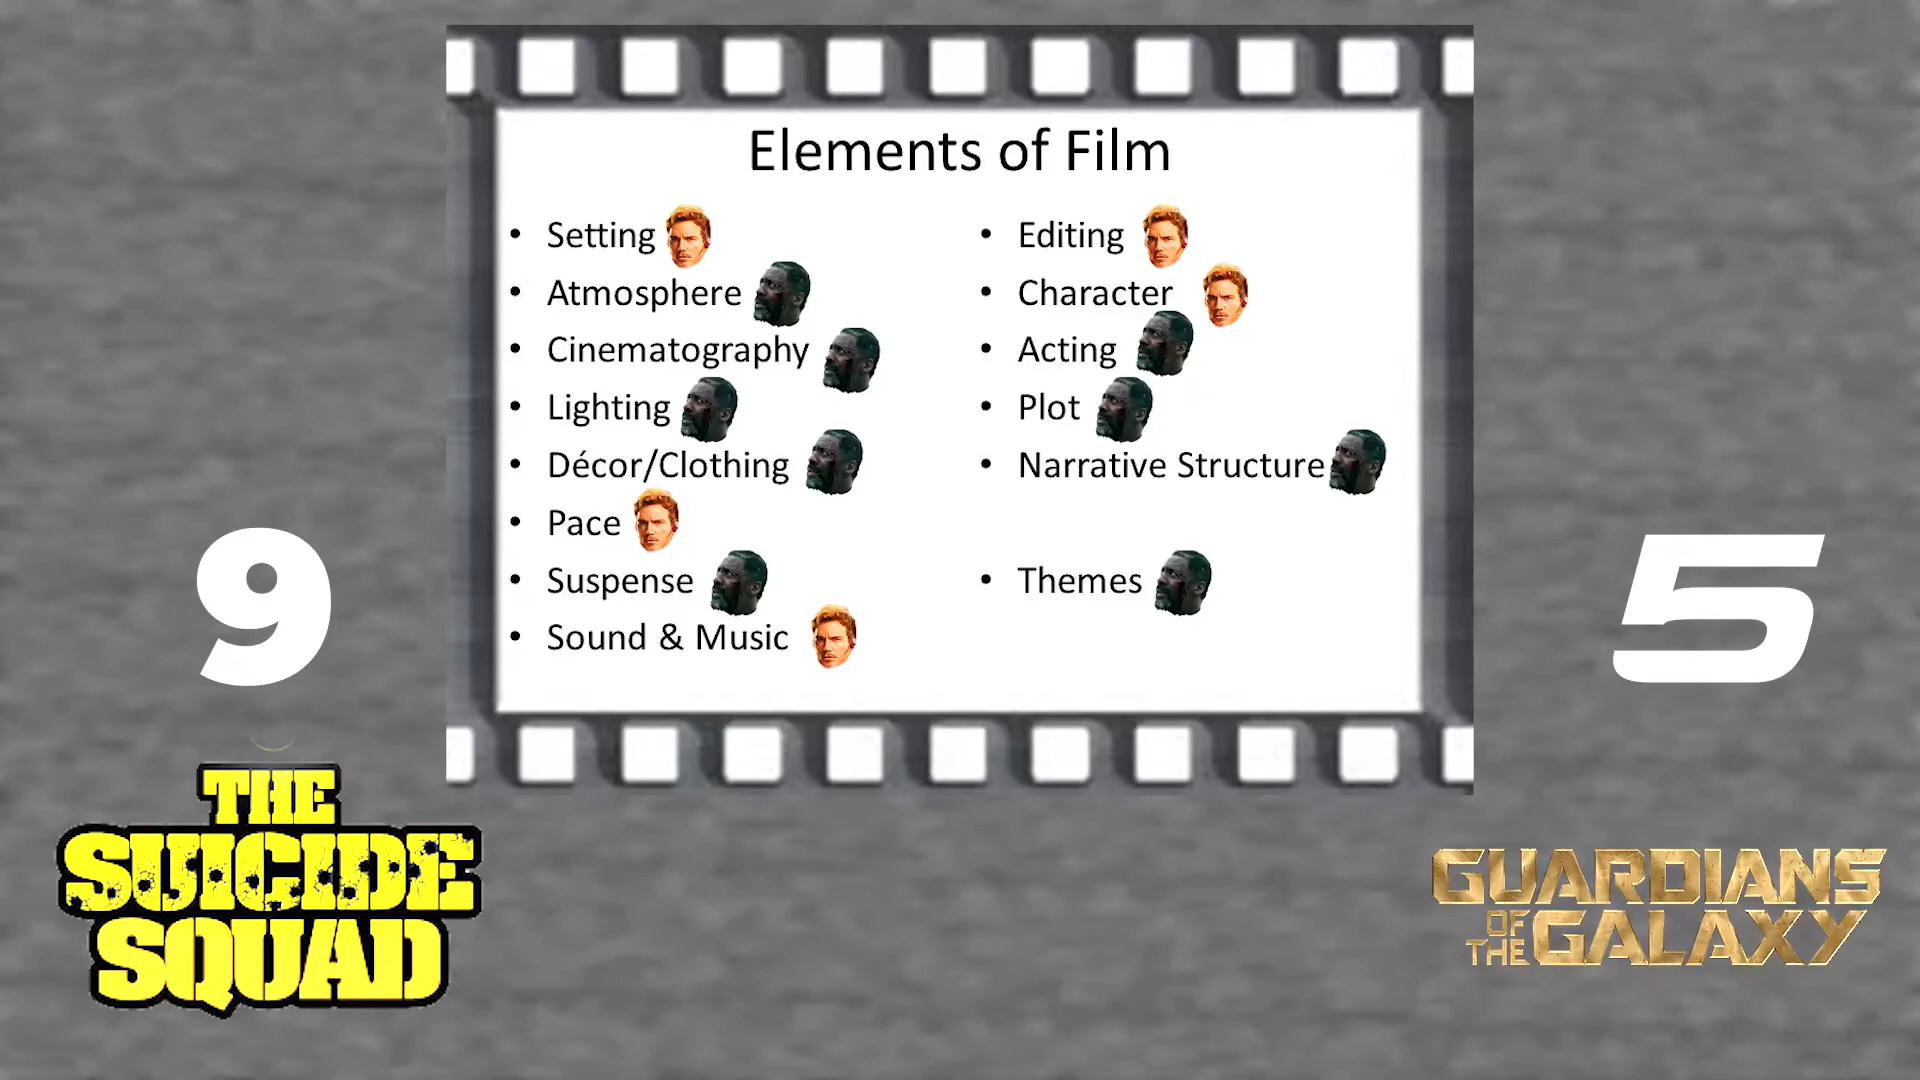 Elements of Film
• Setting
• Atmosphere
• Cinematography
• Lighting
• Décor/Clothing
• Pace
• Suspense
• Sound & Music
• Editing
• Character
• Acting
• Plot
• Narrative Structure
• Themes
9
5
THE
SUICIDE
SQUAD
GUARDIANS
OF
THE GALAXY